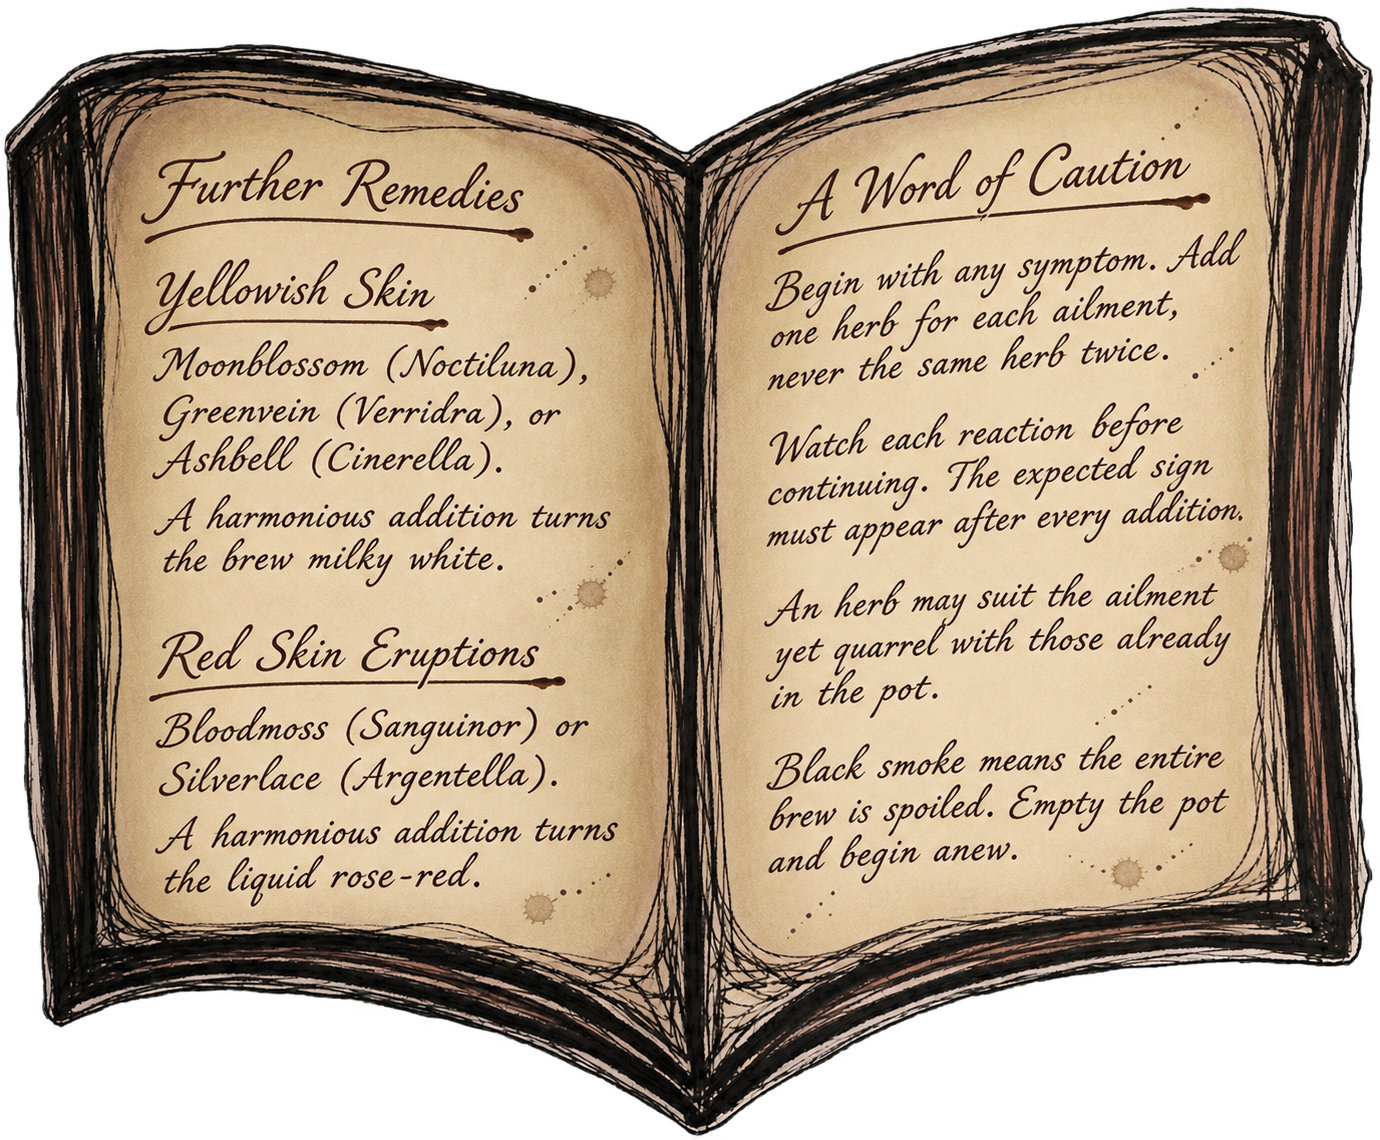 Further Remedies
Yellowish Skin
Moonblossom (Noctiluna),
Greenvein (Verridra), or
Ashbell (Cinerella).
A harmonious addition turns
the brew milky white.
Red Skin Eruptions
Bloodmoss (Sanguinor) or
Silverlace (Argentella).
A harmonious addition turns
the liquid rose-red.
A Word of Caution
Begin with any symptom. Add
one herb for each ailment,
never the same herb twice.
Watch each reaction before
continuing. The expected sign
must appear after every addition.
An herb may suit the ailment
yet quarrel with those already
in the pot.
Black smoke means the entire
brew is spoiled. Empty the pot
and begin anew.